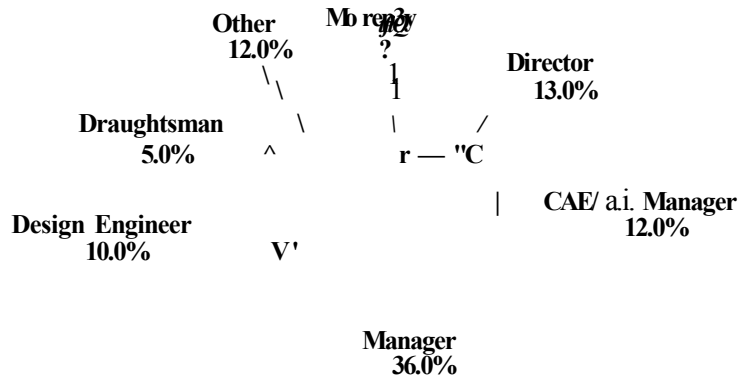 Other
12.0%
Director
13.0%
Draughtsman
5.0%
^
r — "C
CAE/ a.i. Manager
12.0%
Design Engineer
10.0%
V'
Manager
36.0%